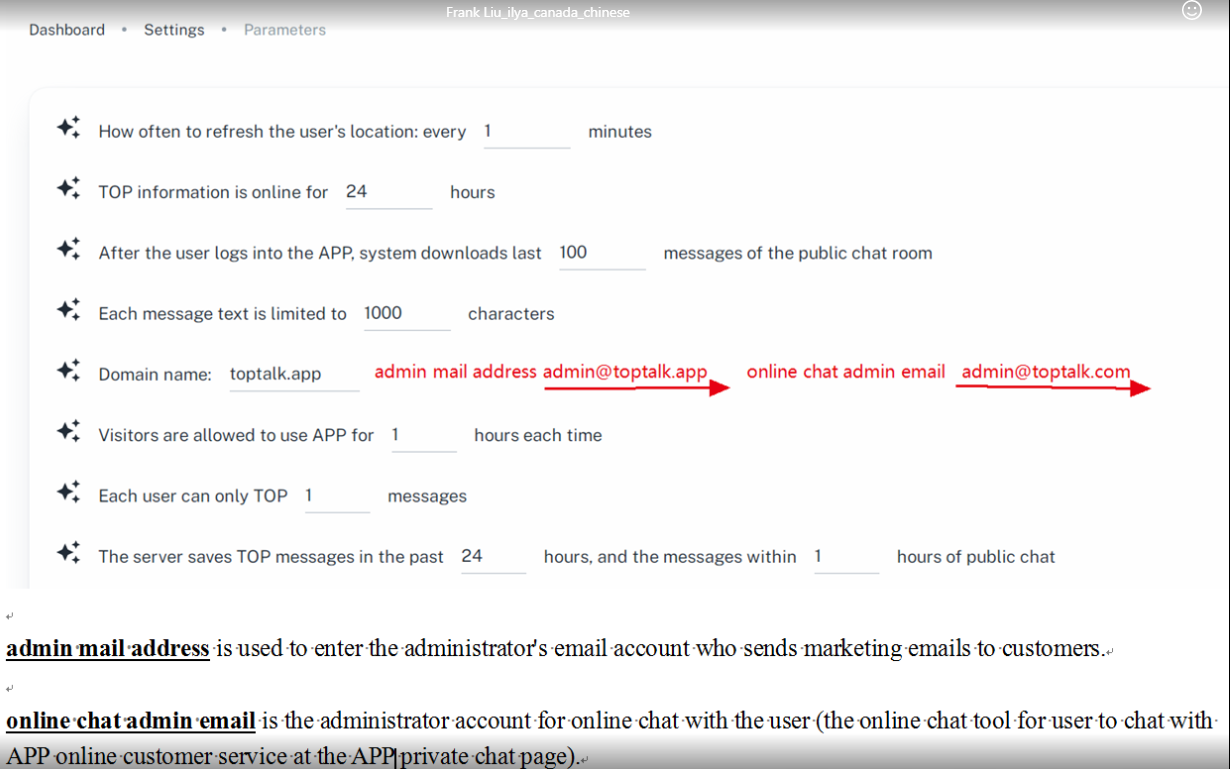 Frank Liu_ilya_canada_chinese
Dashboard • Settings • Parameters
How often to refresh the user's location: every 1 minutes
TOP information is online for 24 hours
After the user logs into the APP, system downloads last 100 messages of the public chat room
Each message text is limited to 1000 characters
Domain name: toptalk.app admin mail address admin@toptalk.app online chat admin email admin@toptalk.com
Visitors are allowed to use APP for 1 hours each time
Each user can only TOP 1 messages
The server saves TOP messages in the past 24 hours, and the messages within 1 hours of public chat
admin mail address is used to enter the administrator's email account who sends marketing emails to customers.
online chat admin email is the administrator account for online chat with the user (the online chat tool for user to chat with
APP online customer service at the APP private chat page).